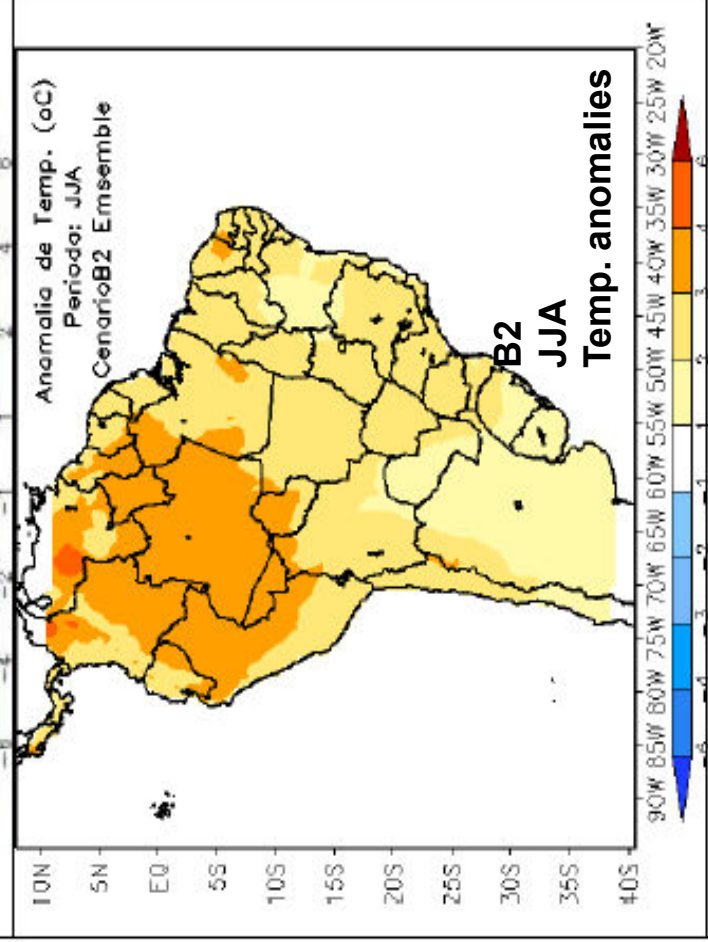 Anomalia de Temp. (oC)
Periodo: JJA
CenarioB2 Emsemble
10N
5N
EQ
5S
10S
15S
20S
25S
30S
35S
40S
B2
JJA
Temp. anomalies
90W 85W 80W 75W 70W 65W 60W 55W 50W 45W 40W 35W 30W 25W 20W